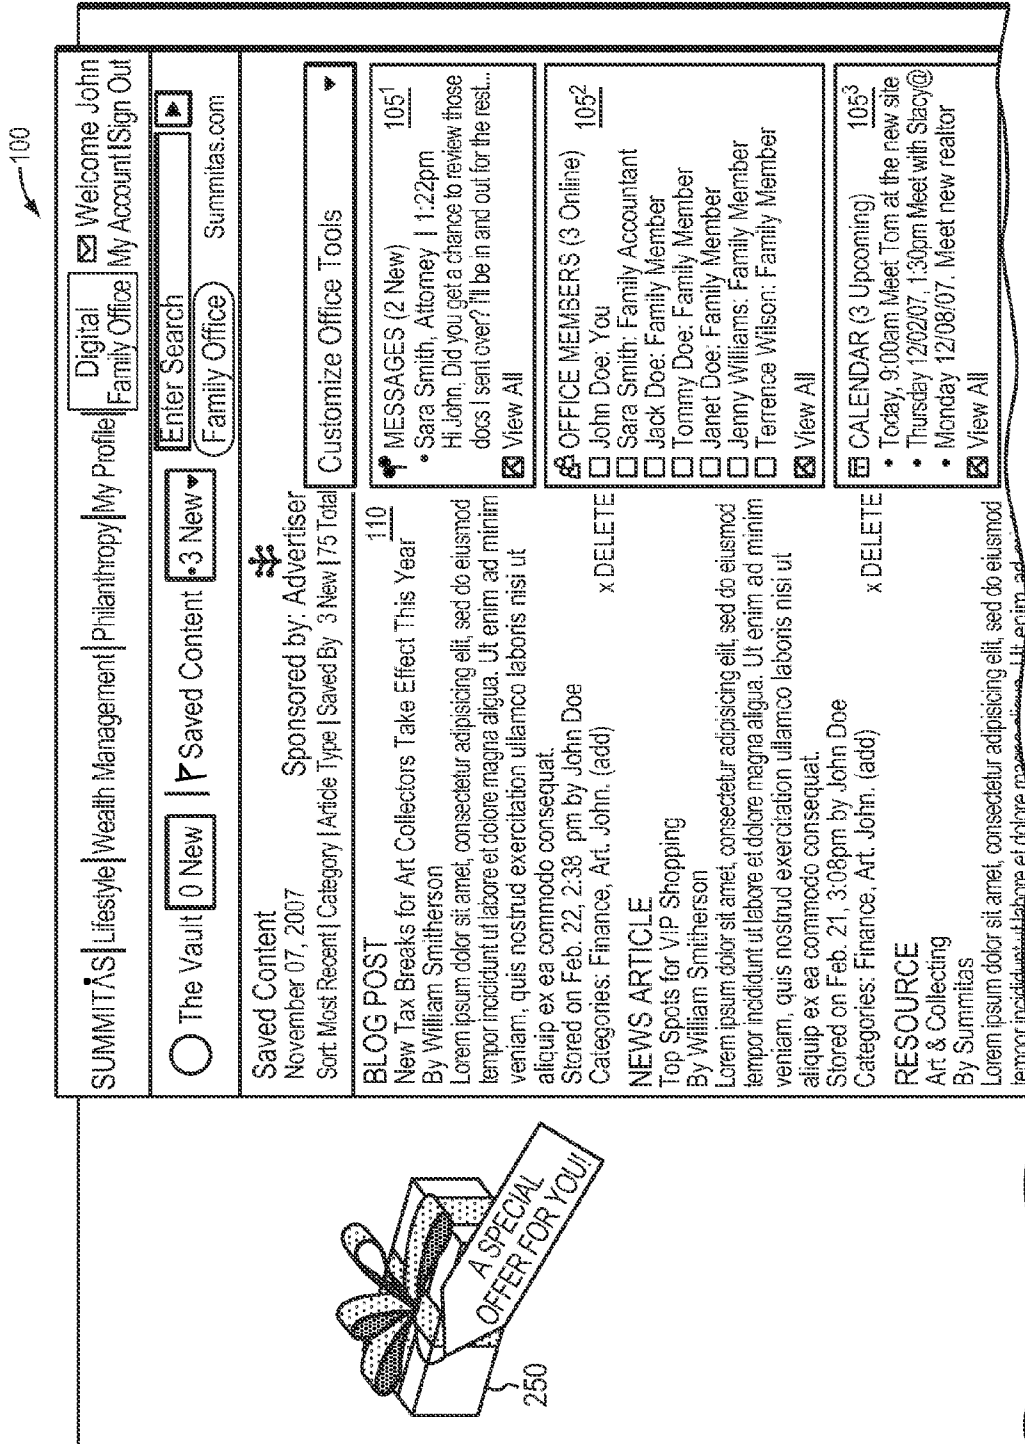 100
SUMMITAS | Lifestyle | Wealth Management | Philanthropy | My Profile |
Digital
Family Office
Welcome John
My Account | Sign Out
The Vault 0 New | Saved Content •3 New
Enter Search
Family Office
Summitas.com
Saved Content
November 07, 2007
Sponsored by: Advertiser
Sort: Most Recent | Category | Article Type | Saved By 3 New | 75 Total
Customize Office Tools
BLOG POST
110
New Tax Breaks for Art Collectors Take Effect This Year
By William Smitherson
Lorem ipsum dolor sit amet, consectetur adipisicing elit, sed do eiusmod
tempor incididunt ut labore et dolore magna aligua. Ut enim ad minim
veniam, quis nostrud exercitation ullamco laboris nisi ut
aliquip ex ea commodo consequat.
Stored on Feb. 22, 2:38 pm by John Doe
Categories: Finance, Art. John. (add)
x DELETE
NEWS ARTICLE
Top Spots for VIP Shopping
By William Smitherson
Lorem ipsum dolor sit amet, consectetur adipisicing elit, sed do eiusmod
tempor incididunt ut labore et dolore magna aligua. Ut enim ad minim
veniam, quis nostrud exercitation ullamco laboris nisi ut
aliquip ex ea commodo consequat.
Stored on Feb. 21, 3:08pm by John Doe
Categories: Finance, Art. John. (add)
x DELETE
RESOURCE
Art & Collecting
By Summitas
Lorem ipsum dolor sit amet, consectetur adipisicing elit, sed do eiusmod
tempor incididunt ut labore et dolore magna aligua. Ut enim ad
MESSAGES (2 New)
105¹
• Sara Smith, Attorney | 1:22pm
Hi John, Did you get a chance to review those
docs I sent over? I'll be in and out for the rest...
View All
OFFICE MEMBERS (3 Online)
105²
John Doe: You
Sara Smith: Family Accountant
Jack Doe: Family Member
Tommy Doe: Family Member
Janet Doe: Family Member
Jenny Williams: Family Member
Terrence Wilson: Family Member
View All
CALENDAR (3 Upcoming)
105³
• Today, 9:00am Meet Tom at the new site
• Thursday 12/02/07, 1:30pm Meet with Stacy@
• Monday 12/08/07. Meet new realtor
View All
A SPECIAL
OFFER FOR YOU!
250